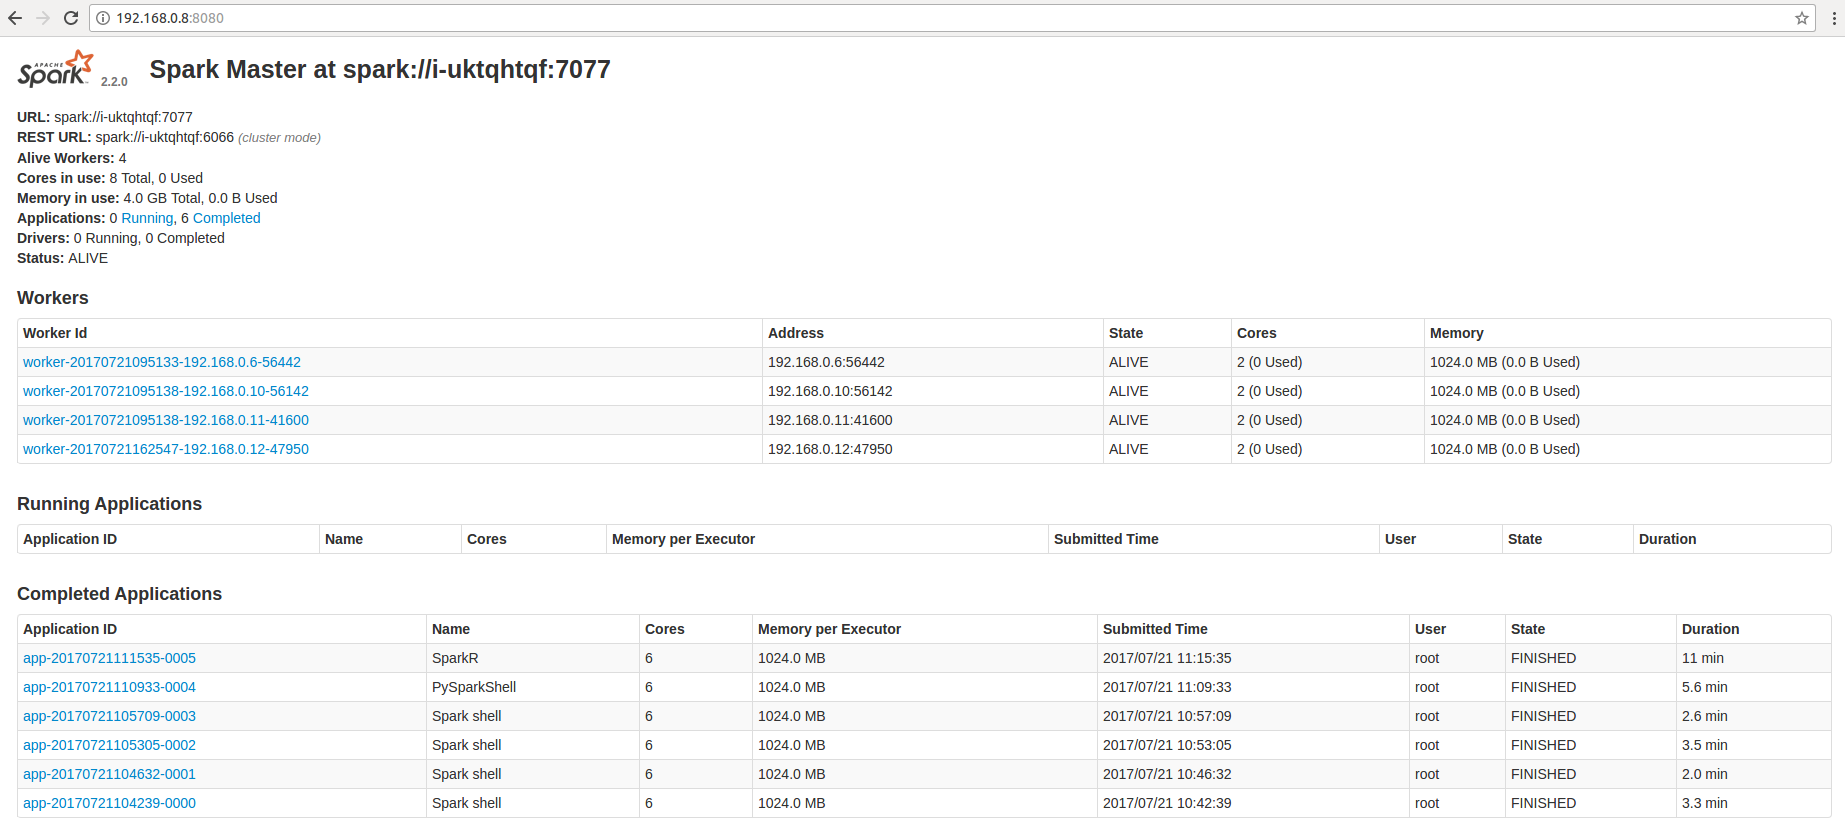 192.168.0.8:8080
APACHE
Spark 2.2.0 Spark Master at spark://i-uktqhtqf:7077
URL: spark://i-uktqhtqf:7077
REST URL: spark://i-uktqhtqf:6066 (cluster mode)
Alive Workers: 4
Cores in use: 8 Total, 0 Used
Memory in use: 4.0 GB Total, 0.0 B Used
Applications: 0 Running, 6 Completed
Drivers: 0 Running, 0 Completed
Status: ALIVE
Workers
Worker Id Address State Cores Memory
worker-20170721095133-192.168.0.6-56442 192.168.0.6:56442 ALIVE 2 (0 Used) 1024.0 MB (0.0 B Used)
worker-20170721095138-192.168.0.10-56142 192.168.0.10:56142 ALIVE 2 (0 Used) 1024.0 MB (0.0 B Used)
worker-20170721095138-192.168.0.11-41600 192.168.0.11:41600 ALIVE 2 (0 Used) 1024.0 MB (0.0 B Used)
worker-20170721162547-192.168.0.12-47950 192.168.0.12:47950 ALIVE 2 (0 Used) 1024.0 MB (0.0 B Used)
Running Applications
Application ID Name Cores Memory per Executor Submitted Time User State Duration
Completed Applications
Application ID Name Cores Memory per Executor Submitted Time User State Duration
app-20170721111535-0005 SparkR 6 1024.0 MB 2017/07/21 11:15:35 root FINISHED 11 min
app-20170721110933-0004 PySparkShell 6 1024.0 MB 2017/07/21 11:09:33 root FINISHED 5.6 min
app-20170721105709-0003 Spark shell 6 1024.0 MB 2017/07/21 10:57:09 root FINISHED 2.6 min
app-20170721105305-0002 Spark shell 6 1024.0 MB 2017/07/21 10:53:05 root FINISHED 3.5 min
app-20170721104632-0001 Spark shell 6 1024.0 MB 2017/07/21 10:46:32 root FINISHED 2.0 min
app-20170721104239-0000 Spark shell 6 1024.0 MB 2017/07/21 10:42:39 root FINISHED 3.3 min